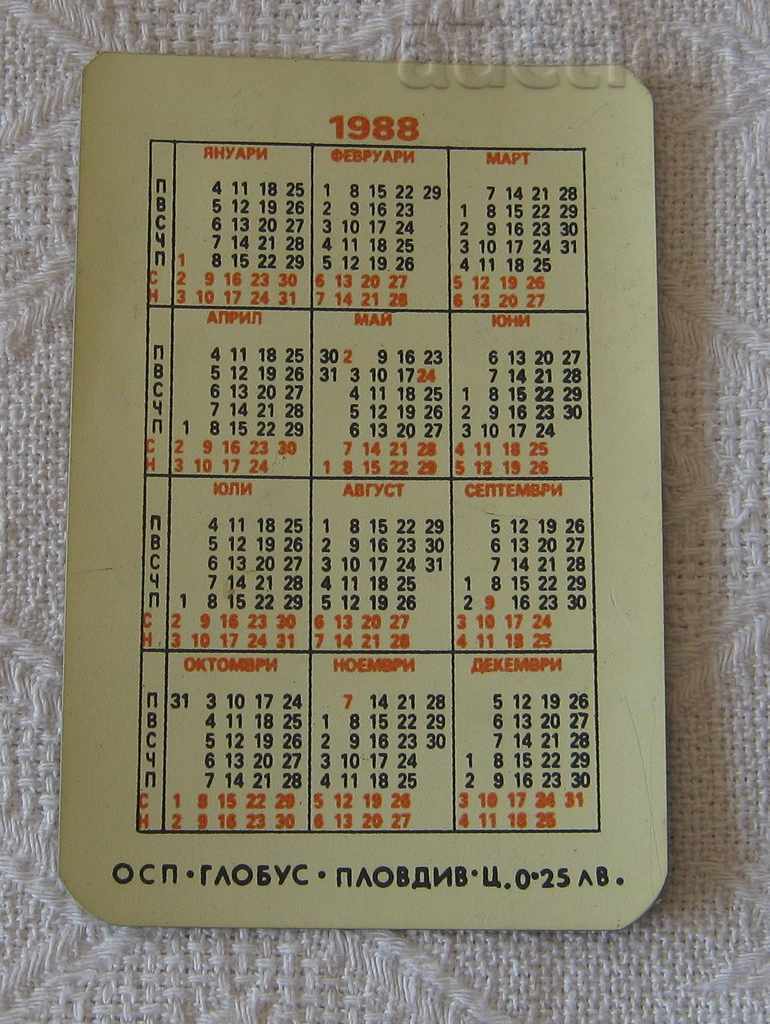 auction
1988
ЯНУАРИ ФЕВРУАРИ МАРТ
П 4 11 18 25 1 8 15 22 29 7 14 21 28
В 5 12 19 26 2 9 16 23 1 8 15 22 29
С 6 13 20 27 3 10 17 24 2 9 16 23 30
Ч 7 14 21 28 4 11 18 25 3 10 17 24 31
П 1 8 15 22 29 5 12 19 26 4 11 18 25
С 2 9 16 23 30 6 13 20 27 5 12 19 26
Н 3 10 17 24 31 7 14 21 28 6 13 20 27
АПРИЛ МАЙ ЮНИ
П 4 11 18 25 30 2 9 16 23 6 13 20 27
В 5 12 19 26 31 3 10 17 24 7 14 21 28
С 6 13 20 27 4 11 18 25 1 8 15 22 29
Ч 7 14 21 28 5 12 19 26 2 9 16 23 30
П 1 8 15 22 29 6 13 20 27 3 10 17 24
С 2 9 16 23 30 7 14 21 28 4 11 18 25
Н 3 10 17 24 1 8 15 22 29 5 12 19 26
ЮЛИ АВГУСТ СЕПТЕМВРИ
П 4 11 18 25 1 8 15 22 29 5 12 19 26
В 5 12 19 26 2 9 16 23 30 6 13 20 27
С 6 13 20 27 3 10 17 24 31 7 14 21 28
Ч 7 14 21 28 4 11 18 25 1 8 15 22 29
П 1 8 15 22 29 5 12 19 26 2 9 16 23 30
С 2 9 16 23 30 6 13 20 27 3 10 17 24
Н 3 10 17 24 31 7 14 21 28 4 11 18 25
ОКТОМВРИ НОЕМВРИ ДЕКЕМВРИ
П 31 3 10 17 24 7 14 21 28 5 12 19 26
В 4 11 18 25 1 8 15 22 29 6 13 20 27
С 5 12 19 26 2 9 16 23 30 7 14 21 28
Ч 6 13 20 27 3 10 17 24 1 8 15 22 29
П 7 14 21 28 4 11 18 25 2 9 16 23 30
С 1 8 15 22 29 5 12 19 26 3 10 17 24 31
Н 2 9 16 23 30 6 13 20 27 4 11 18 25
ОСП • ГЛОБУС • ПЛОВДИВ • Ц. 0•25 ЛВ.